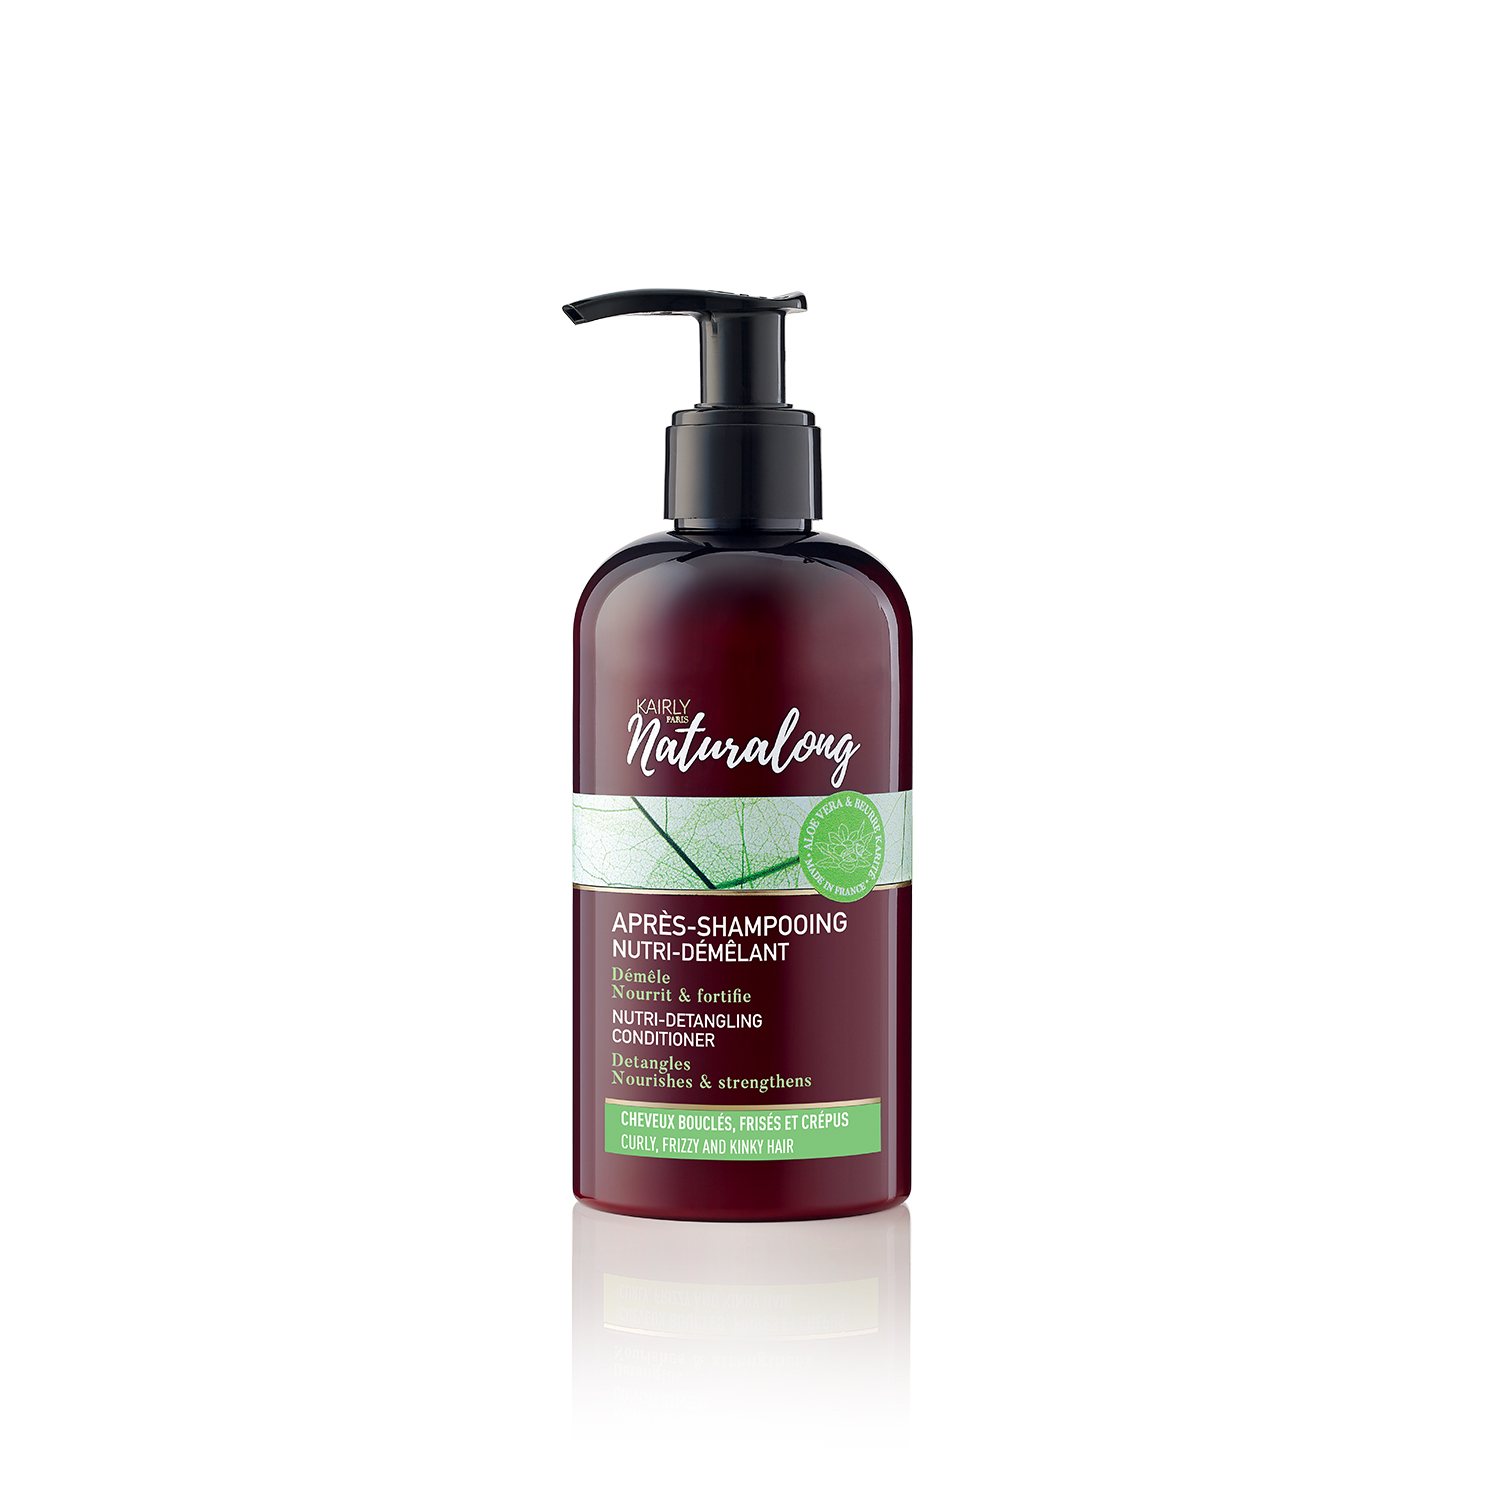 KAIRLY
PARIS
Naturalong
• ALOE VERA & BEURRE KARITÉ •
MADE IN FRANCE
APRÈS-SHAMPOOING
NUTRI-DÉMÊLANT
Démêle
Nourrit & fortifie
NUTRI-DETANGLING
CONDITIONER
Detangles
Nourishes & strengthens
CHEVEUX BOUCLÉS, FRISÉS ET CRÉPUS
CURLY, FRIZZY AND KINKY HAIR